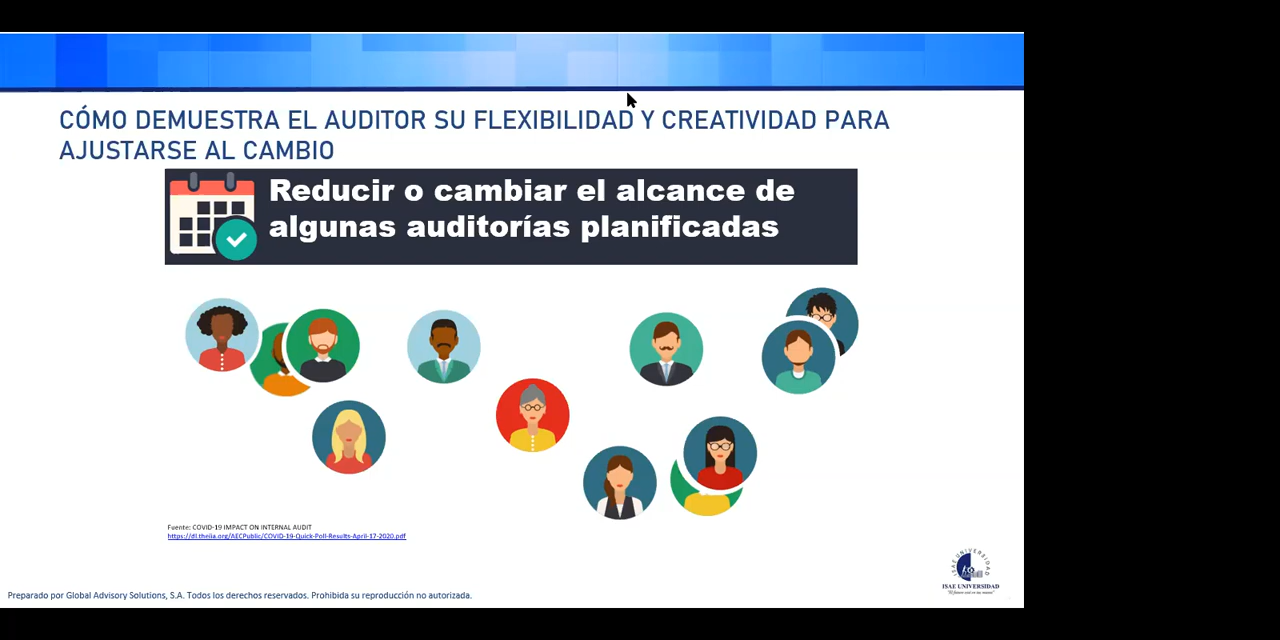 CÓMO DEMUESTRA EL AUDITOR SU FLEXIBILIDAD Y CREATIVIDAD PARA
AJUSTARSE AL CAMBIO
Reducir o cambiar el alcance de
algunas auditorías planificadas
Fuente: COVID-19 IMPACT ON INTERNAL AUDIT
https://dl.theiia.org/AECPublic/COVID-19-Quick-Poll-Results-April-17-2020.pdf
ISAE UNIVERSIDAD
ISAE UNIVERSIDAD
Preparado por Global Advisory Solutions, S.A. Todos los derechos reservados. Prohibida su reproducción no autorizada.